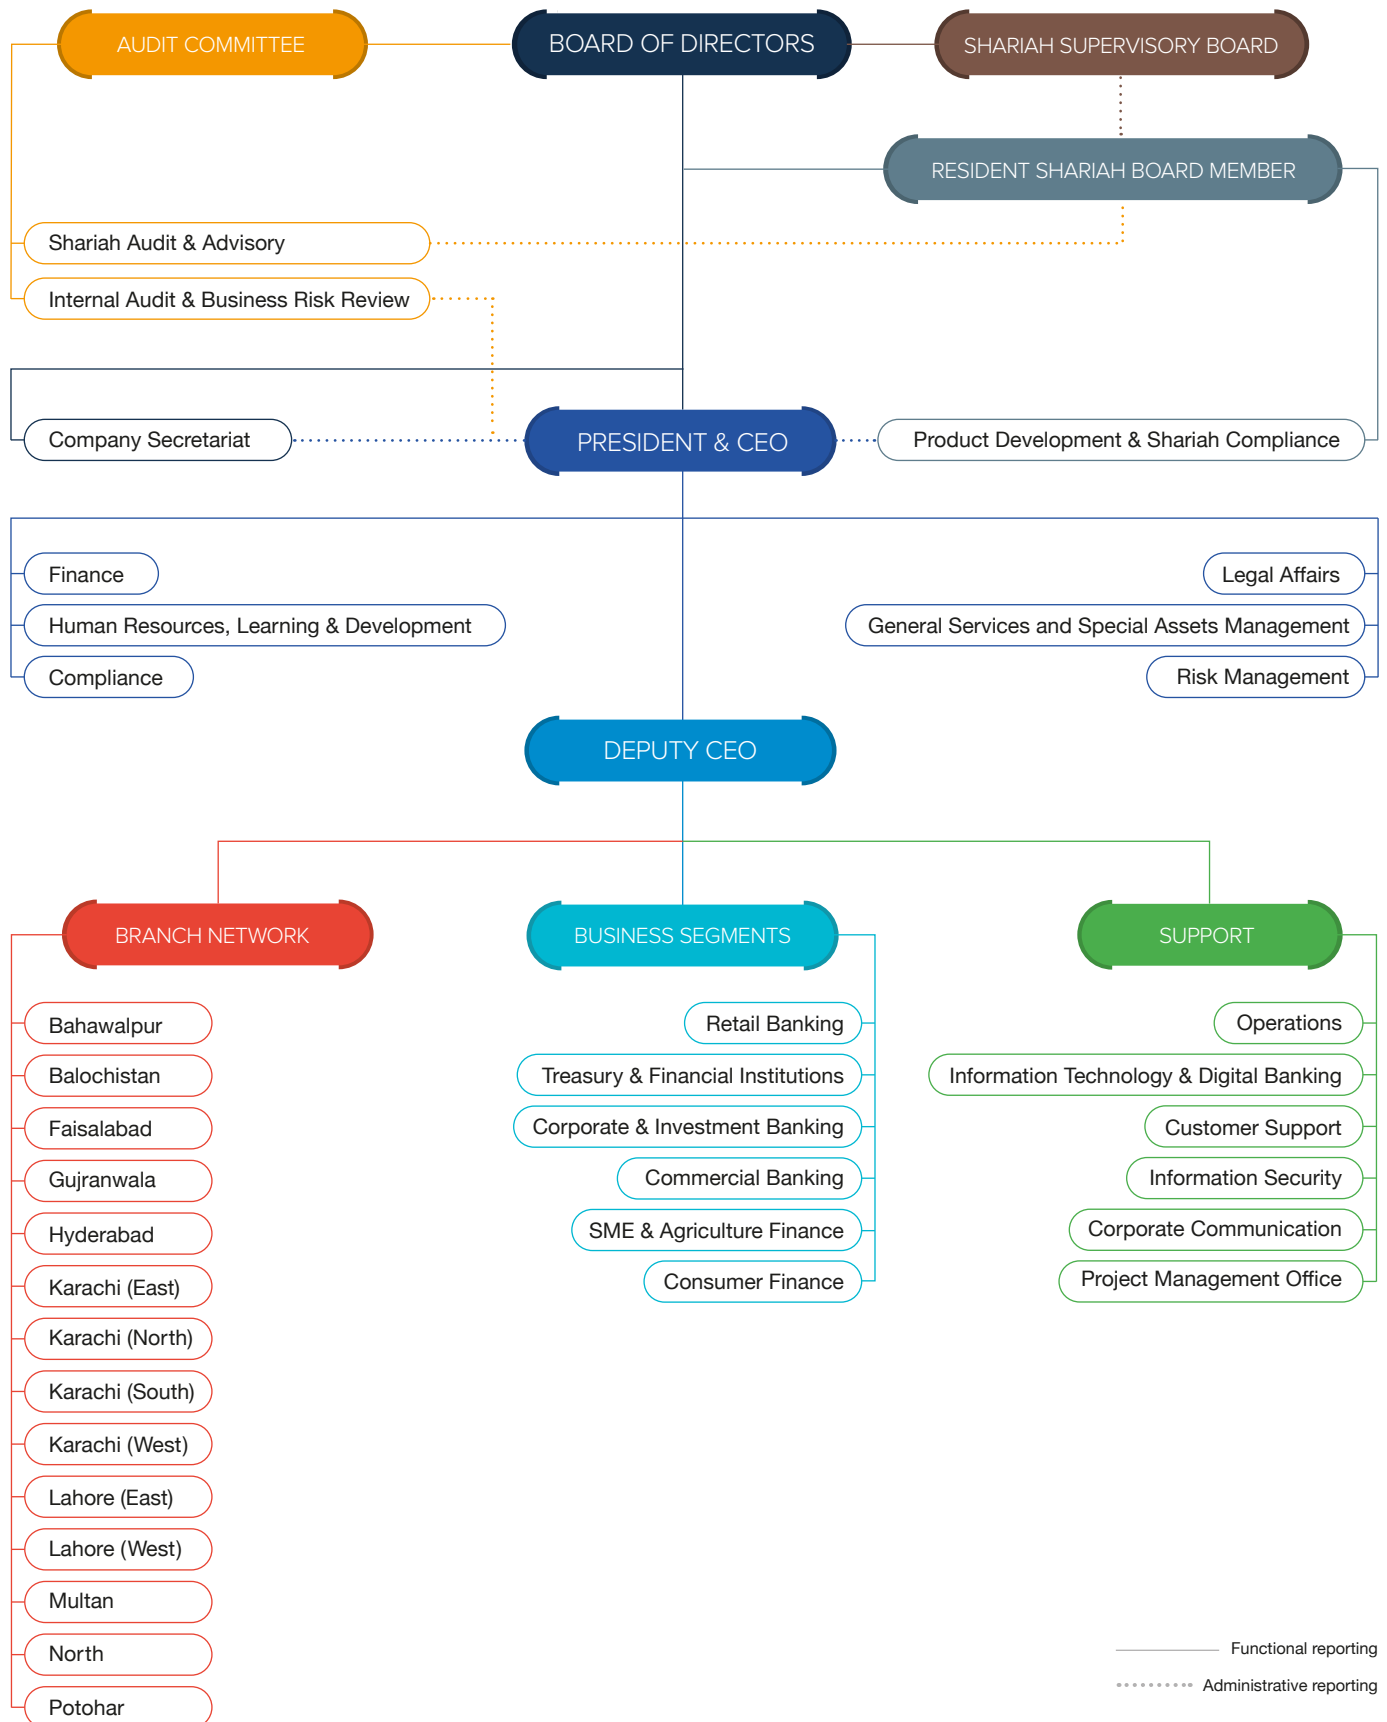 AUDIT COMMITTEE
BOARD OF DIRECTORS
SHARIAH SUPERVISORY BOARD
RESIDENT SHARIAH BOARD MEMBER
Shariah Audit & Advisory
Internal Audit & Business Risk Review
Company Secretariat
PRESIDENT & CEO
Product Development & Shariah Compliance
Finance
Human Resources, Learning & Development
Compliance
Legal Affairs
General Services and Special Assets Management
Risk Management
DEPUTY CEO
BRANCH NETWORK
Bahawalpur
Balochistan
Faisalabad
Gujranwala
Hyderabad
Karachi (East)
Karachi (North)
Karachi (South)
Karachi (West)
Lahore (East)
Lahore (West)
Multan
North
Potohar
BUSINESS SEGMENTS
Retail Banking
Treasury & Financial Institutions
Corporate & Investment Banking
Commercial Banking
SME & Agriculture Finance
Consumer Finance
SUPPORT
Operations
Information Technology & Digital Banking
Customer Support
Information Security
Corporate Communication
Project Management Office
Functional reporting
Administrative reporting